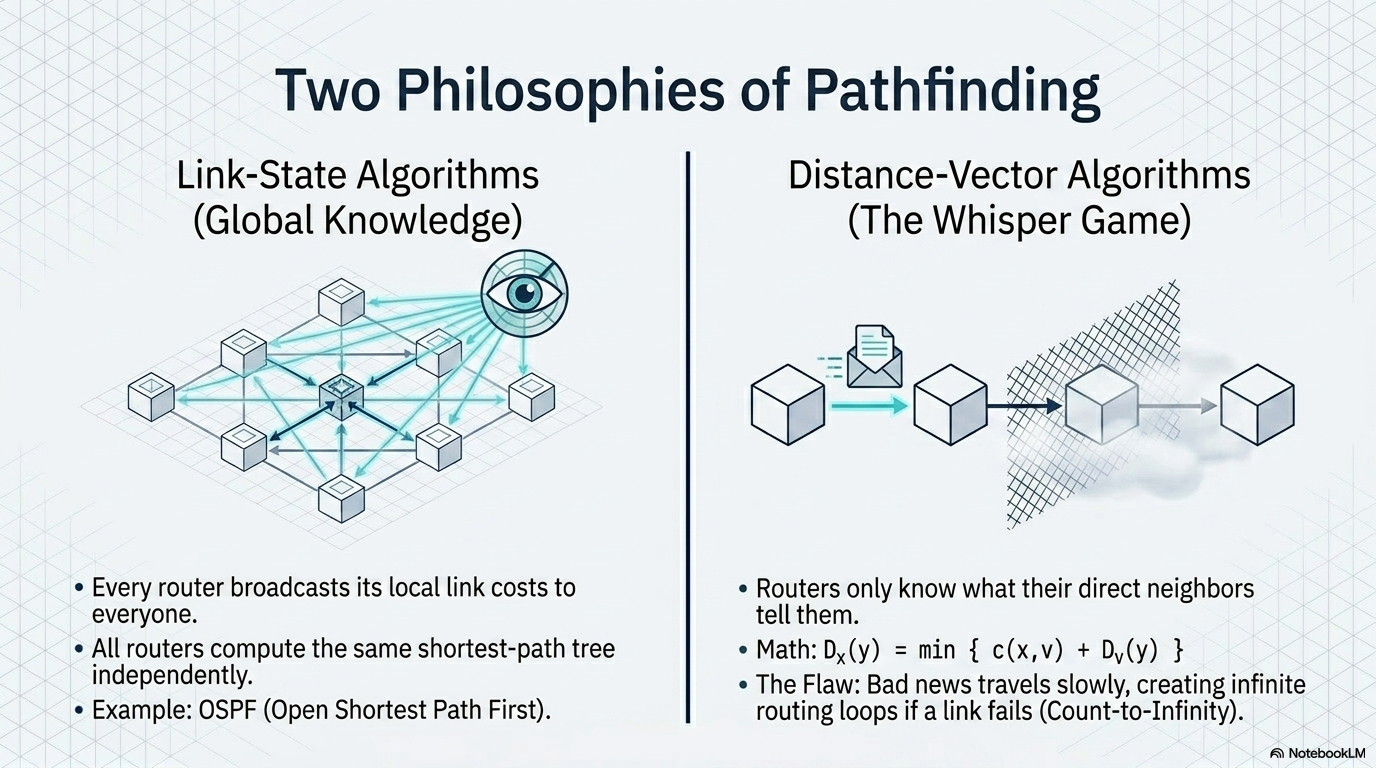 Two Philosophies of Pathfinding
Link-State Algorithms
(Global Knowledge)
• Every router broadcasts its local link costs to
everyone.
• All routers compute the same shortest-path tree
independently.
• Example: OSPF (Open Shortest Path First).
Distance-Vector Algorithms
(The Whisper Game)
• Routers only know what their direct neighbors
tell them.
• Math: Dₓ(y) = min { c(x,v) + Dᵥ(y) }
• The Flaw: Bad news travels slowly, creating infinite
routing loops if a link fails (Count-to-Infinity).
NotebookLM